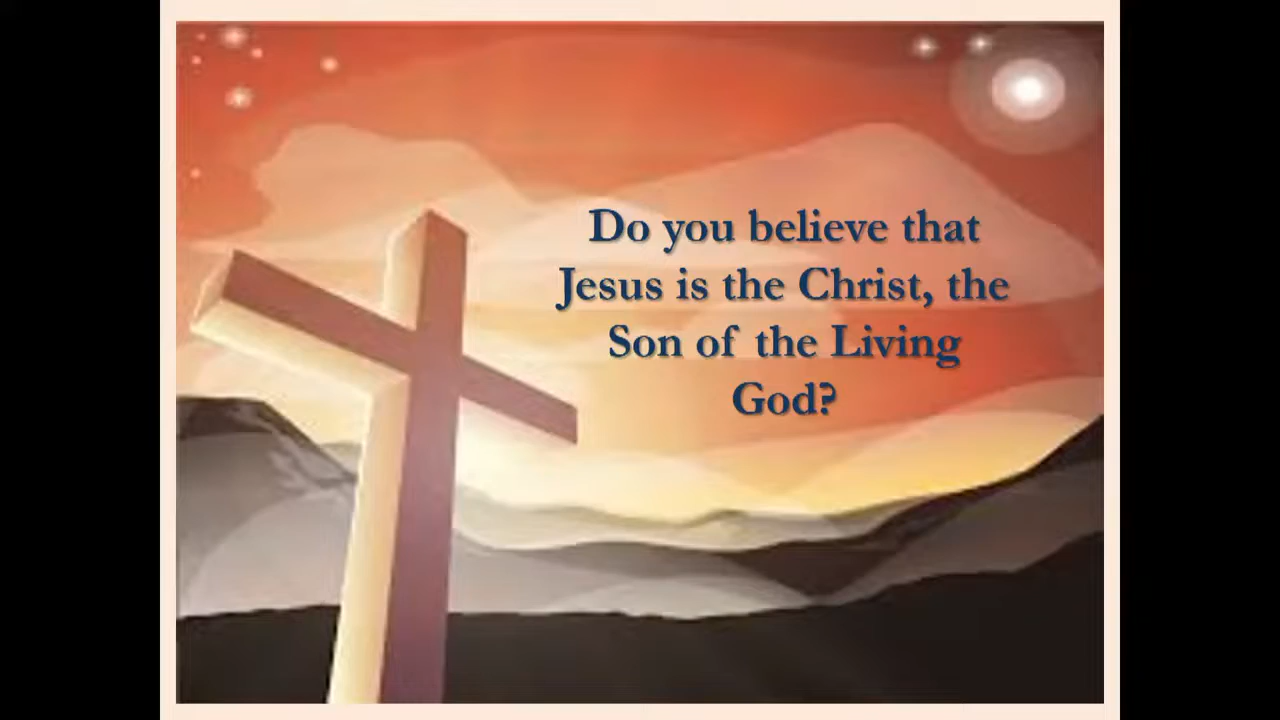 Do you believe that
Jesus is the Christ, the
Son of the Living
God?